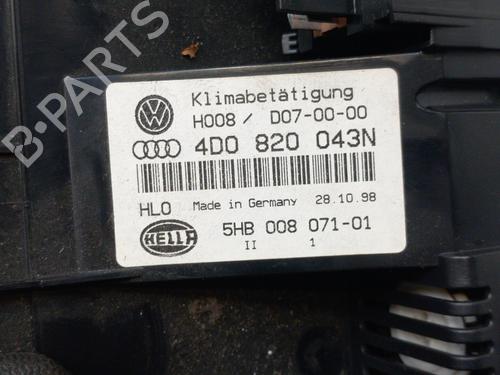 B-PARTS
Klimabetätigung
H008 / D07-00-00
4D0 820 043N
HLO Made in Germany 28.10.98
HELLA 5HB 008 071-01
II 1